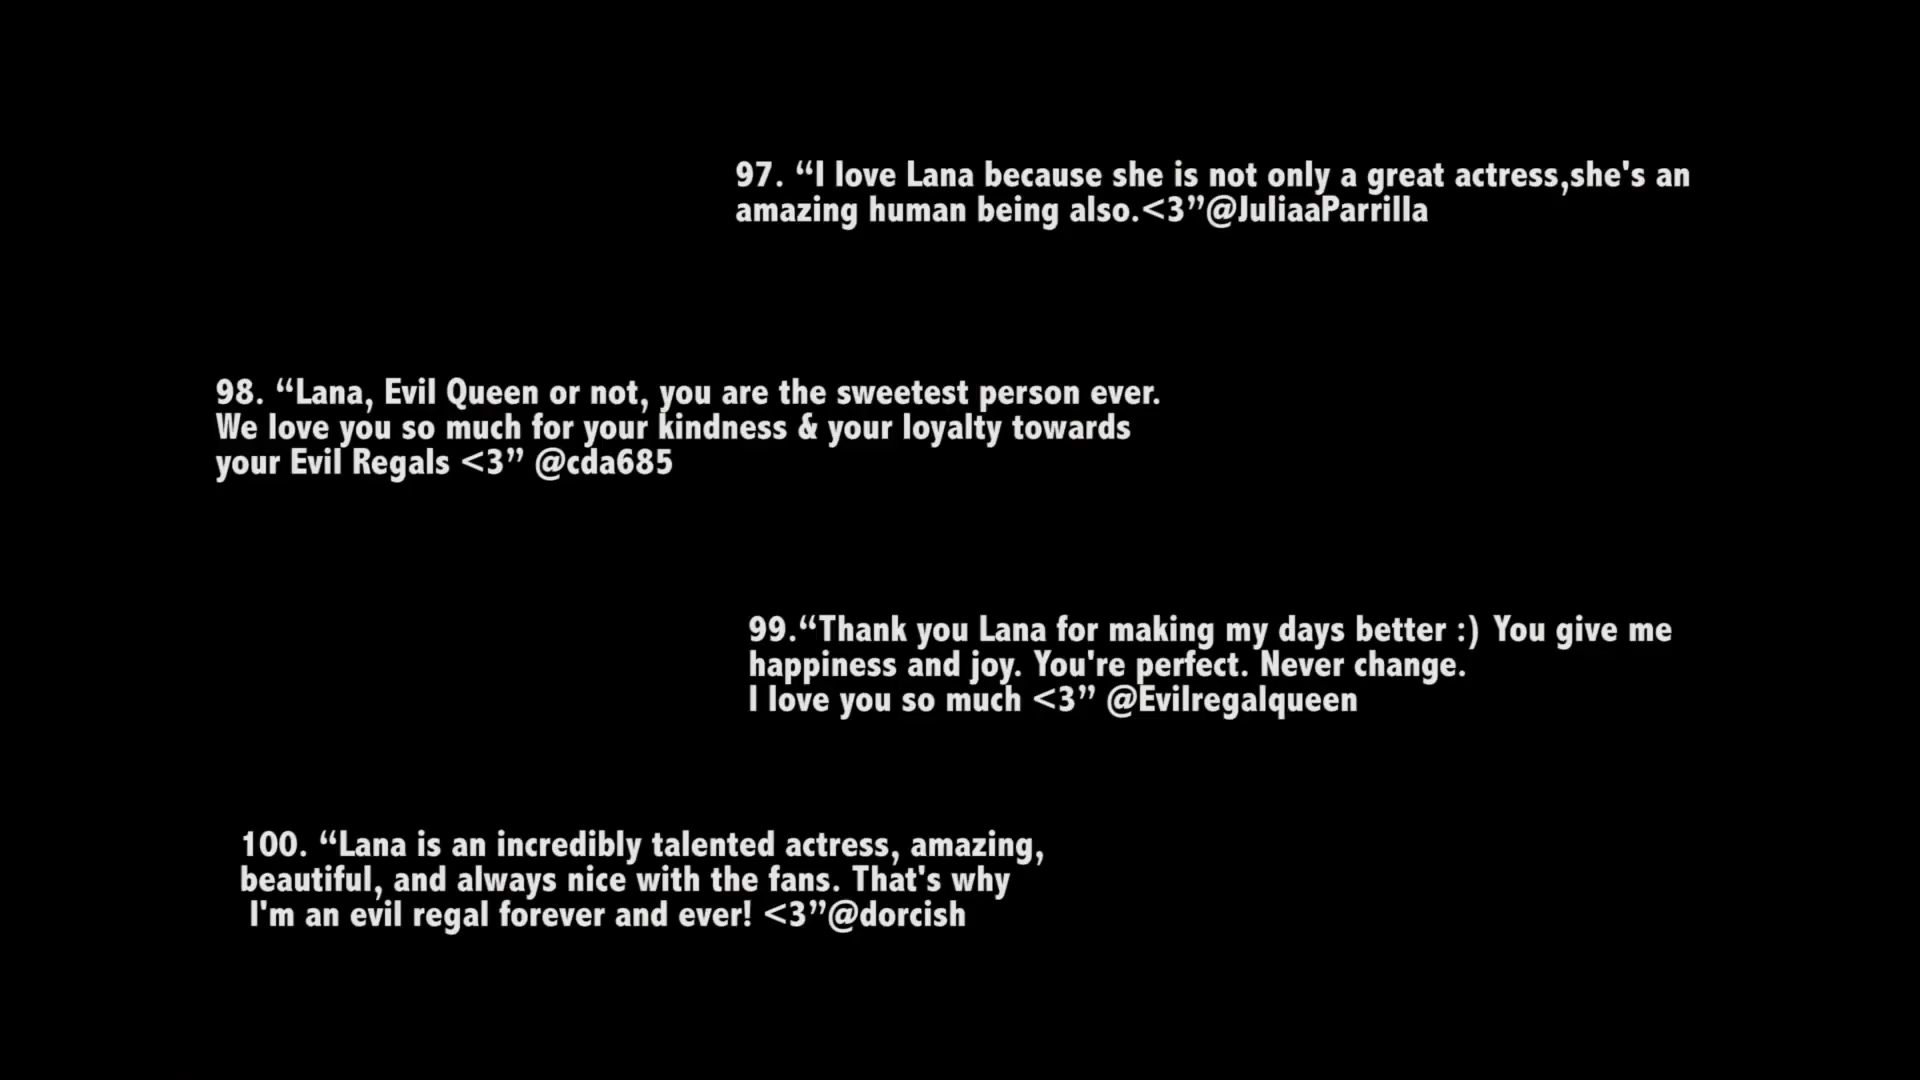 97. “I love Lana because she is not only a great actress,she's an
amazing human being also.<3”@JuliaaParrilla
98. “Lana, Evil Queen or not, you are the sweetest person ever.
We love you so much for your kindness & your loyalty towards
your Evil Regals <3” @cda685
99.“Thank you Lana for making my days better :) You give me
happiness and joy. You're perfect. Never change.
I love you so much <3” @Evilregalqueen
100. “Lana is an incredibly talented actress, amazing,
beautiful, and always nice with the fans. That's why
I'm an evil regal forever and ever! <3”@dorcish